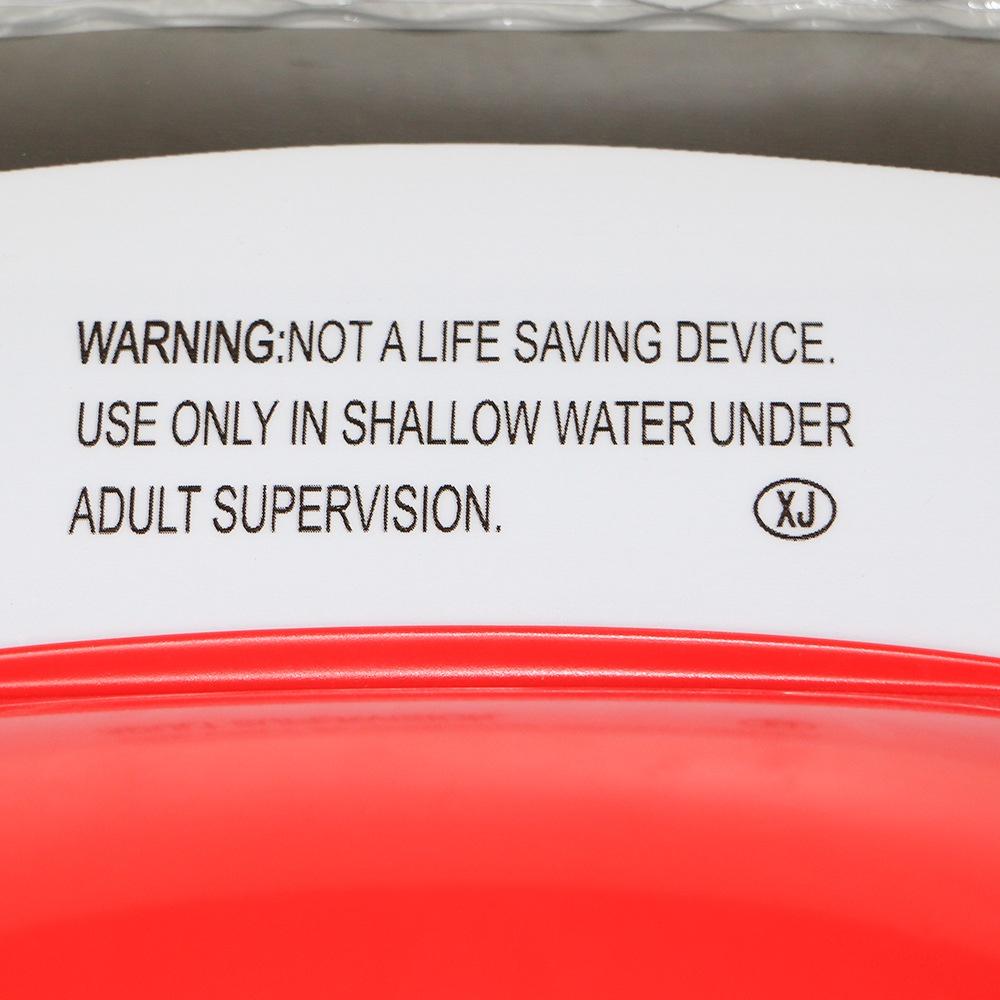 WARNING:NOT A LIFE SAVING DEVICE.
USE ONLY IN SHALLOW WATER UNDER
ADULT SUPERVISION.
XJ